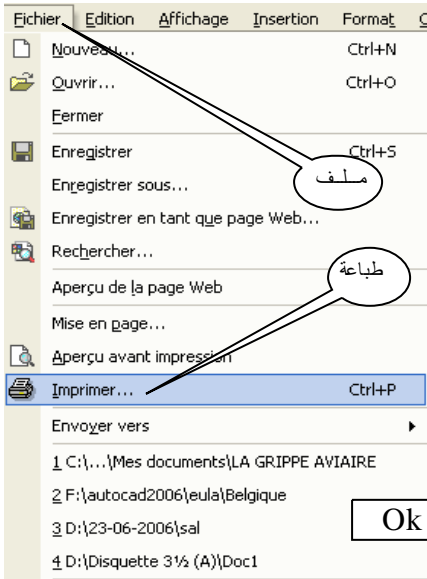 Fichier Edition Affichage Insertion Format
Nouveau... Ctrl+N
Ouvrir... Ctrl+O
Fermer
Enregistrer Ctrl+S
ملف
Enregistrer sous...
Enregistrer en tant que page Web...
Rechercher...
طباعة
Aperçu de la page Web
Mise en page...
Aperçu avant impression
Imprimer... Ctrl+P
Envoyer vers
1 C:\...\Mes documents\LA GRIPPE AVIAIRE
2 F:\autocad2006\eula\Belgique
Ok
3 D:\23-06-2006\sal
4 D:\Disquette 3½ (A)\Doc1